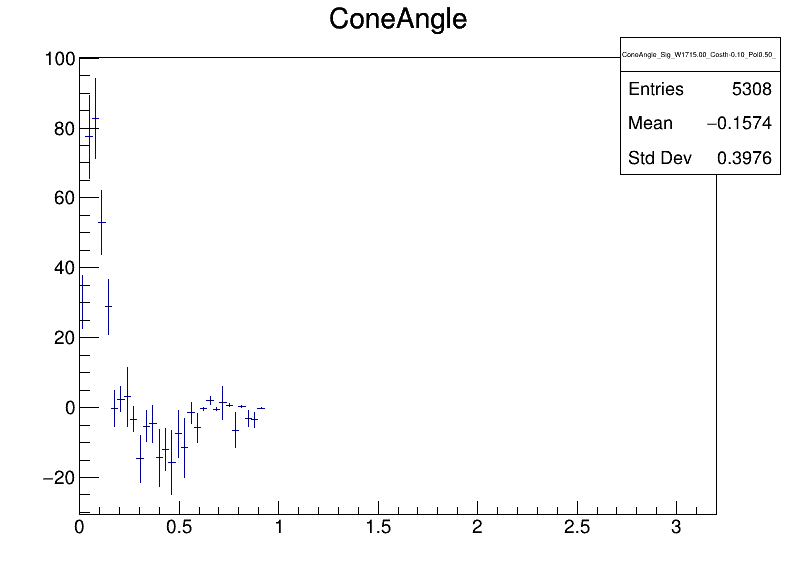 ConeAngle
ConeAngle_Sig_W1715.00_Costh-0.10_Pol0.50_
Entries 5308
Mean −0.1574
Std Dev 0.3976
100
80
60
40
20
0
−20
0 0.5 1 1.5 2 2.5 3